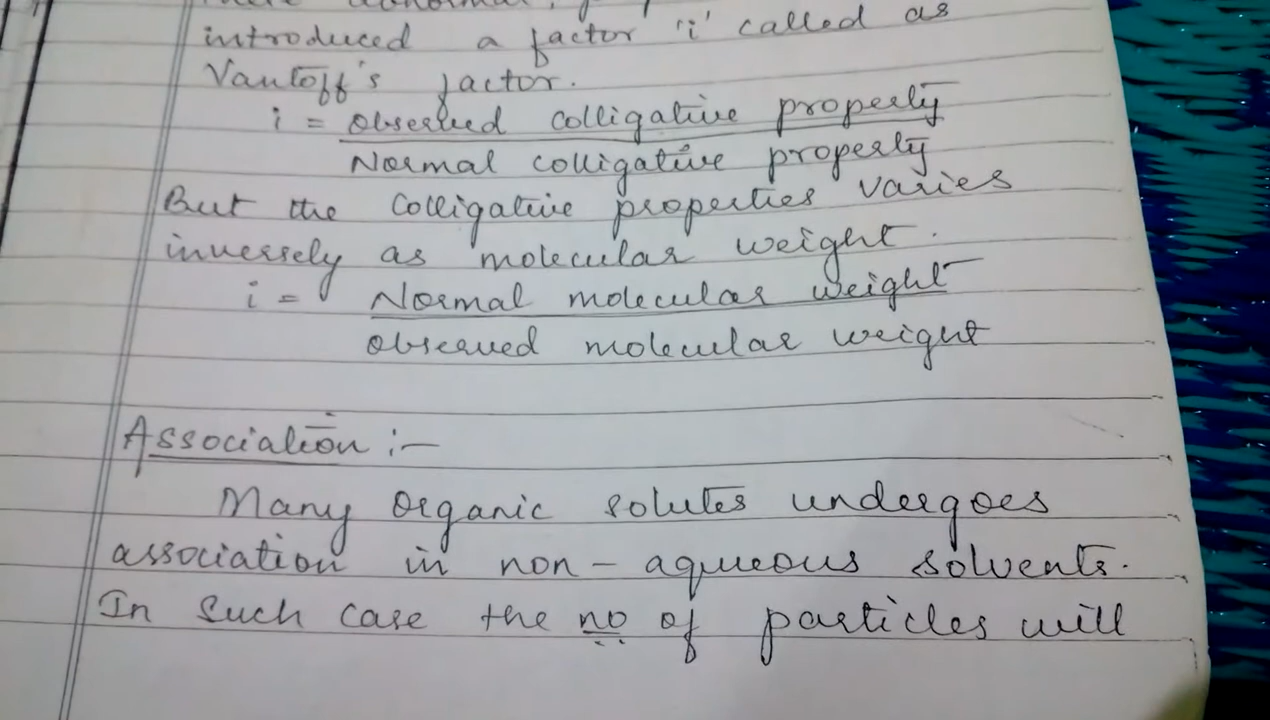 abnormal
introduced a factor 'i' called as
Vantoff's factor.
i = Observed colligative property
Normal colligative property
But the Colligative properties varies
inversely as molecular weight.
i = Normal molecular weight
Observed molecular weight
Association :-
Many organic solutes undergoes
association in non-aqueous solvents.
In such case the no of particles will